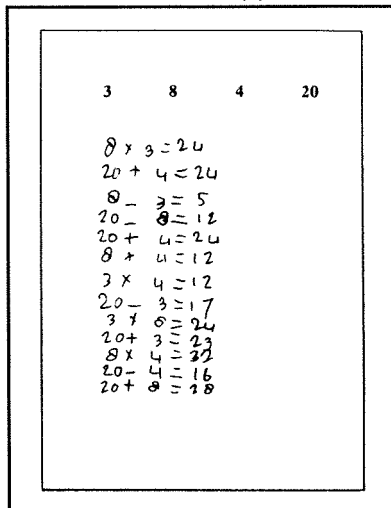 3 8 4 20
8 × 3 = 24
20 + 4 = 24
8 - 3 = 5
20 - 8 = 12
20 + 4 = 24
8 + 4 = 12
3 × 4 = 12
20 - 3 = 17
3 × 8 = 24
20 + 3 = 23
8 × 4 = 32
20 - 4 = 16
20 + 8 = 28